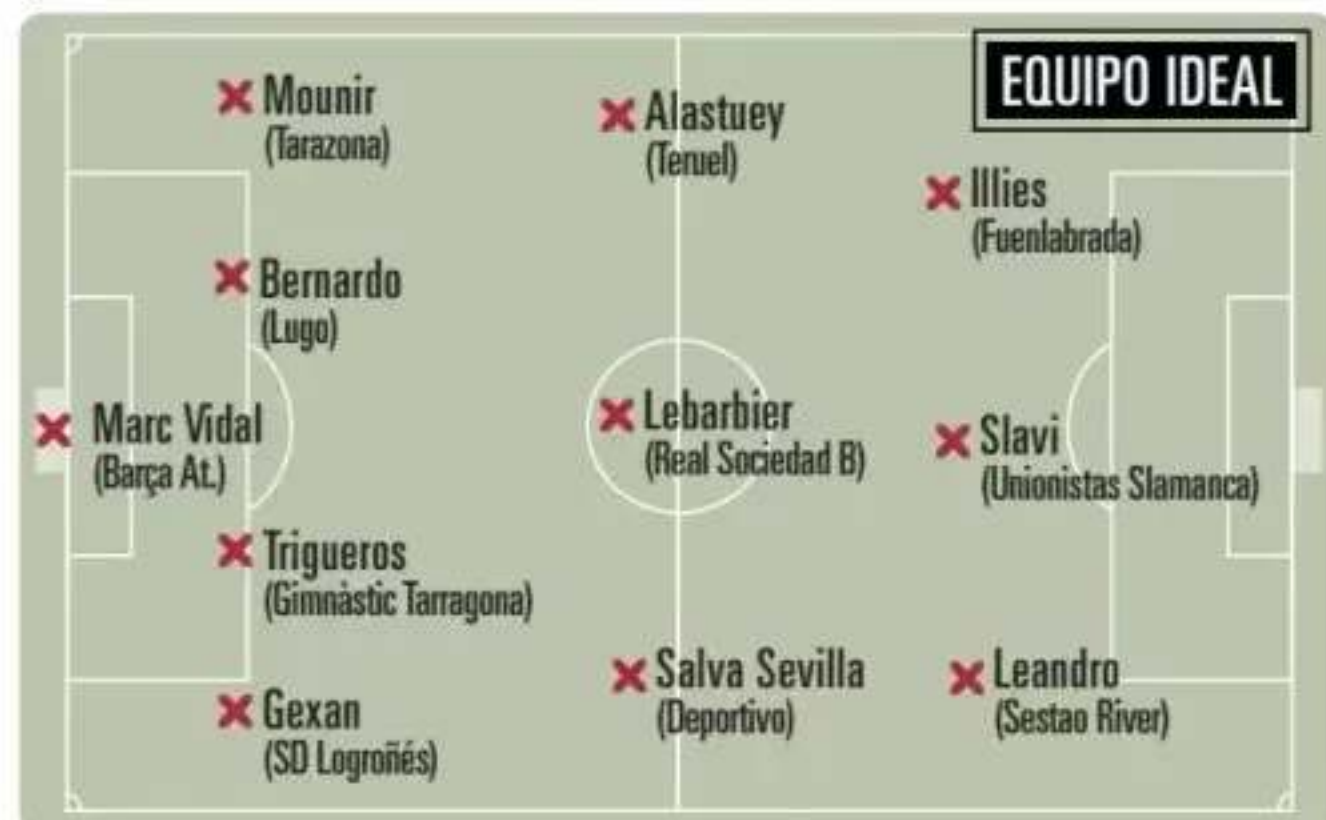 EQUIPO IDEAL
Mounir
(Tarazona)
Bernardo
(Lugo)
Marc Vidal
(Barça At.)
Trigueros
(Gimnàstic Tarragona)
Gexan
(SD Logroñés)
Alastuey
(Teruel)
Lebarbier
(Real Sociedad B)
Salva Sevilla
(Deportivo)
Illies
(Fuenlabrada)
Slavi
(Unionistas Slamanca)
Leandro
(Sestao River)